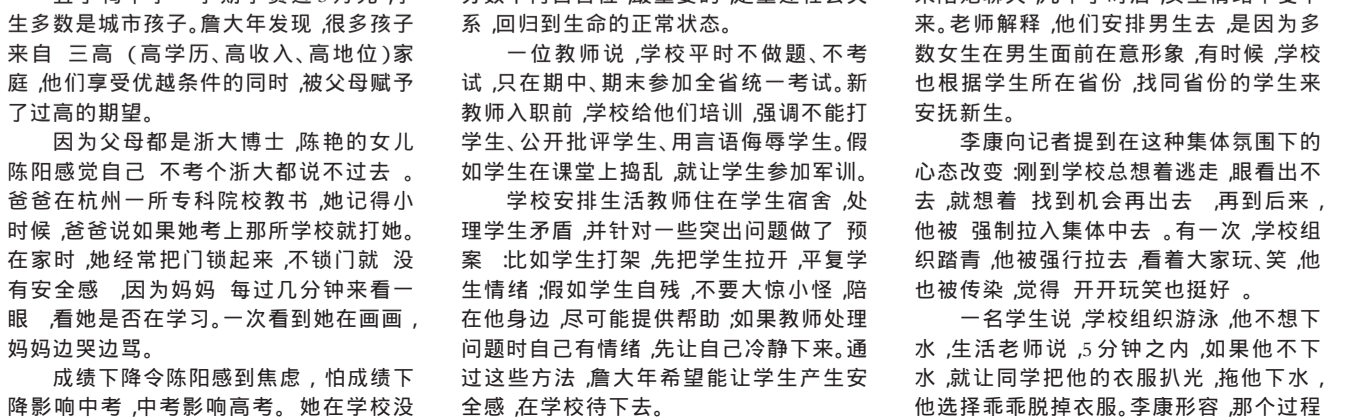 生多数是城市孩子。詹大年发现 ,很多孩子
来自 三高 (高学历、高收入、高地位)家
庭 ,他们享受优越条件的同时 ,被父母赋予
了过高的期望。
因为父母都是浙大博士 ,陈艳的女儿
陈阳感觉自己 不考个浙大都说不过去 。
爸爸在杭州一所专科院校教书 ,她记得小
时候 ,爸爸说如果她考上那所学校就打她。
在家时 ,她经常把门锁起来 ,不锁门就 没
有安全感 ,因为妈妈 每过几分钟来看一
眼 ,看她是否在学习。一次看到她在画画 ,
妈妈边哭边骂。
成绩下降令陈阳感到焦虑 , 怕成绩下
降影响中考 ,中考影响高考。 她在学校没
系 ,回归到生命的正常状态。
一位教师说 ,学校平时不做题、不考
试 ,只在期中、期末参加全省统一考试。新
教师入职前 ,学校给他们培训 ,强调不能打
学生、公开批评学生、用言语侮辱学生。假
如学生在课堂上捣乱 ,就让学生参加军训。
学校安排生活教师住在学生宿舍 ,处
理学生矛盾 ,并针对一些突出问题做了 预
案 :比如学生打架 ,先把学生拉开 ,平复学
生情绪 ;假如学生自残 ,不要大惊小怪 ,陪
在他身边 ,尽可能提供帮助 ;如果教师处理
问题时自己有情绪 ,先让自己冷静下来。通
过这些方法 ,詹大年希望能让学生产生安
全感 ,在学校待下去。
来。老师解释 ,他们安排男生去 ,是因为多
数女生在男生面前在意形象 ,有时候 ,学校
也根据学生所在省份 ,找同省份的学生来
安抚新生。
李康向记者提到在这种集体氛围下的
心态改变 :刚到学校总想着逃走 ,眼看出不
去 ,就想着 找到机会再出去 ,再到后来 ,
他被 强制拉入集体中去 。有一次 ,学校组
织踏青 ,他被强行拉去 ,看着大家玩、笑 ,他
也被传染 ,觉得 开开玩笑也挺好 。
一名学生说 ,学校组织游泳 ,他不想下
水 ,生活老师说 ,5 分钟之内 ,如果他不下
水 ,就让同学把他的衣服扒光 ,拖他下水 ,
他选择乖乖脱掉衣服。李康形容 ,那个过程